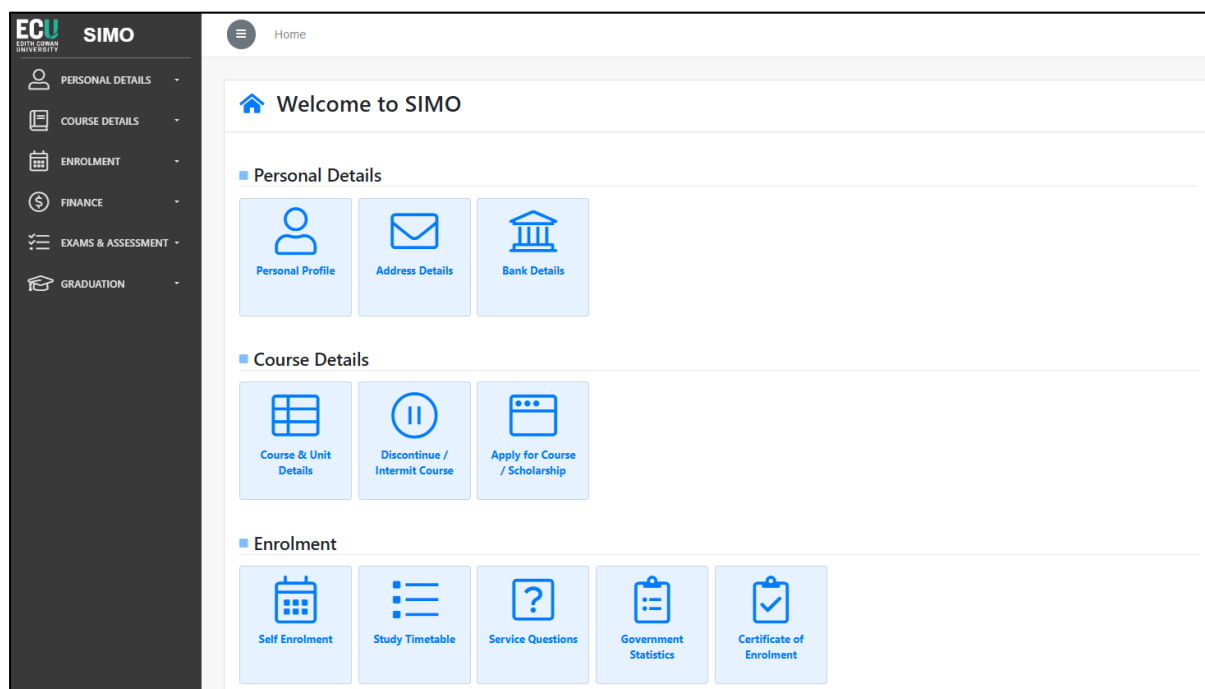 ECU
EDITH COWAN
UNIVERSITY
SIMO
Home
PERSONAL DETAILS
COURSE DETAILS
ENROLMENT
FINANCE
EXAMS & ASSESSMENT
GRADUATION
Welcome to SIMO
Personal Details
Personal Profile
Address Details
Bank Details
Course Details
Course & Unit
Details
Discontinue /
Intermit Course
Apply for Course
/ Scholarship
Enrolment
Self Enrolment
Study Timetable
Service Questions
Government
Statistics
Certificate of
Enrolment